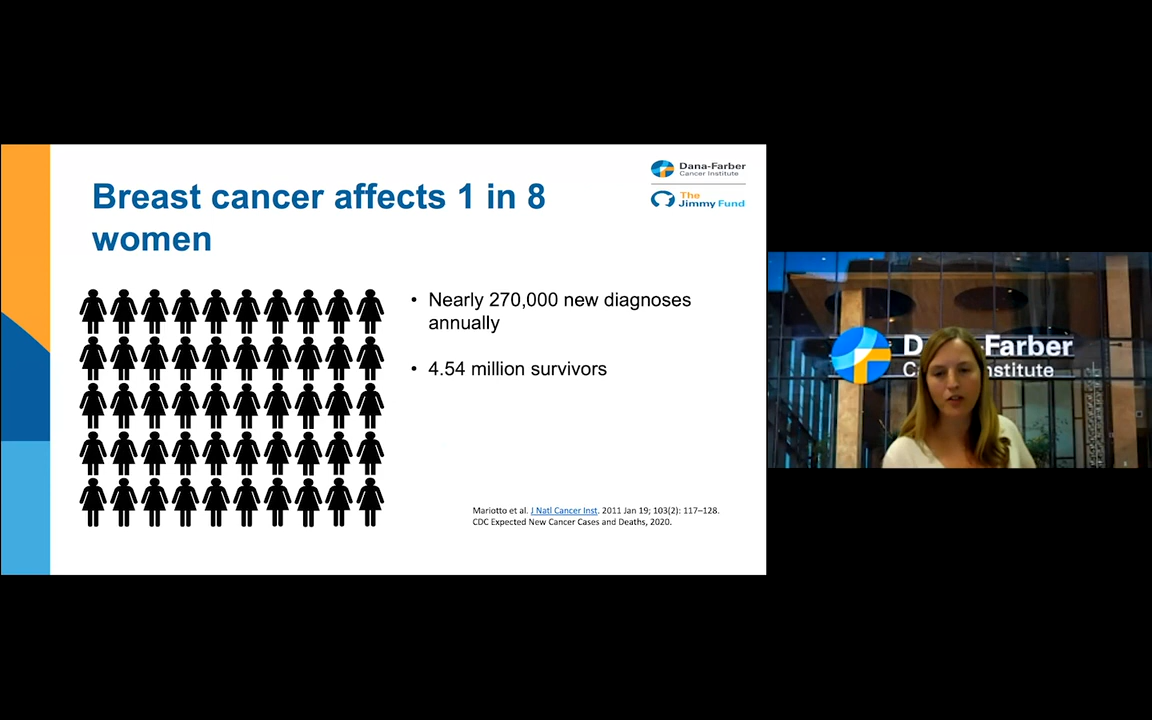 Breast cancer affects 1 in 8
women
Dana-Farber
Cancer Institute
The
Jimmy Fund
• Nearly 270,000 new diagnoses
annually
• 4.54 million survivors
Mariotto et al. J Natl Cancer Inst. 2011 Jan 19; 103(2): 117–128.
CDC Expected New Cancer Cases and Deaths, 2020.
D -Farber
C nstitute